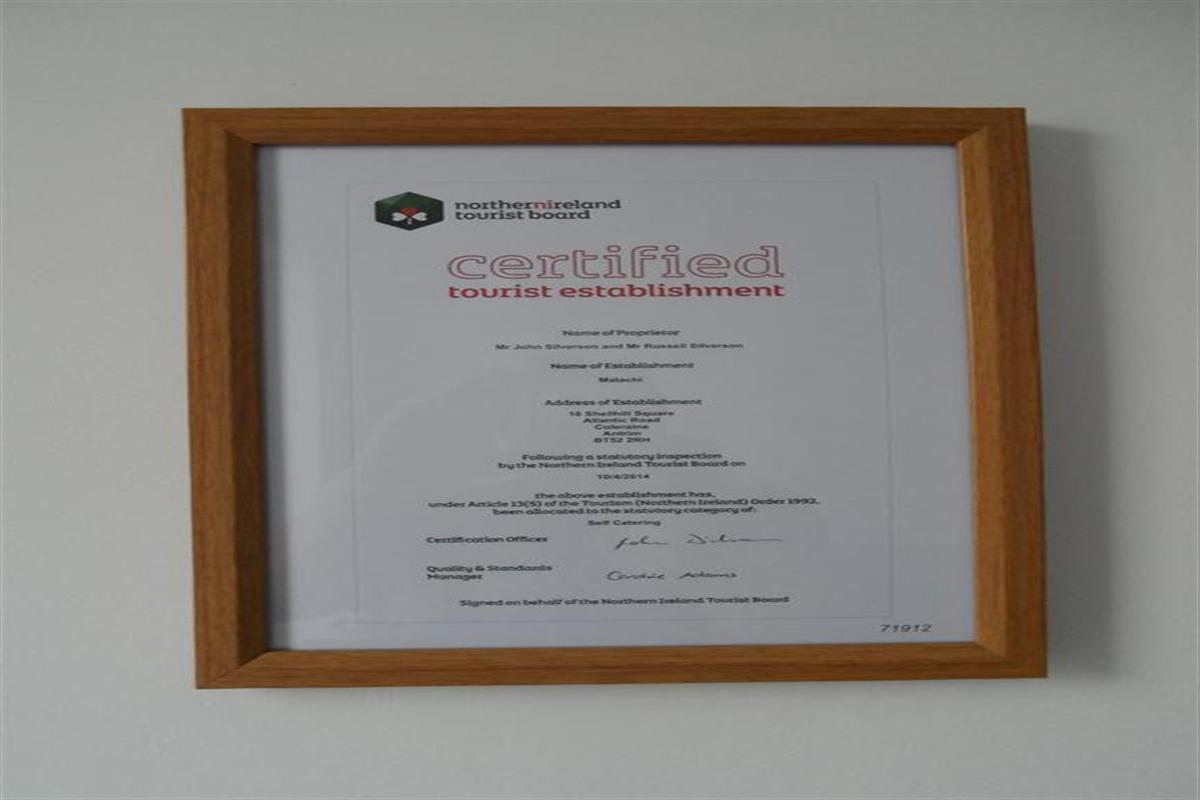 northernireland
tourist board
certified
tourist establishment
Name of Proprietor
Mr John Silverson and Mr Russell Silverson
Name of Establishment
Malachi
Address of Establishment
16 Shellhill Square
Atlantic Road
Coleraine
Antrim
BT52 2RH
Following a statutory inspection
by the Northern Ireland Tourist Board on
10/4/2014
the above establishment has,
under Article 13(5) of the Tourism (Northern Ireland) Order 1992,
been allocated to the statutory category of:
Self Catering
Certification Officer
John
Quality & Standards
Manager
Caroline Adams
Signed on behalf of the Northern Ireland Tourist Board
71912